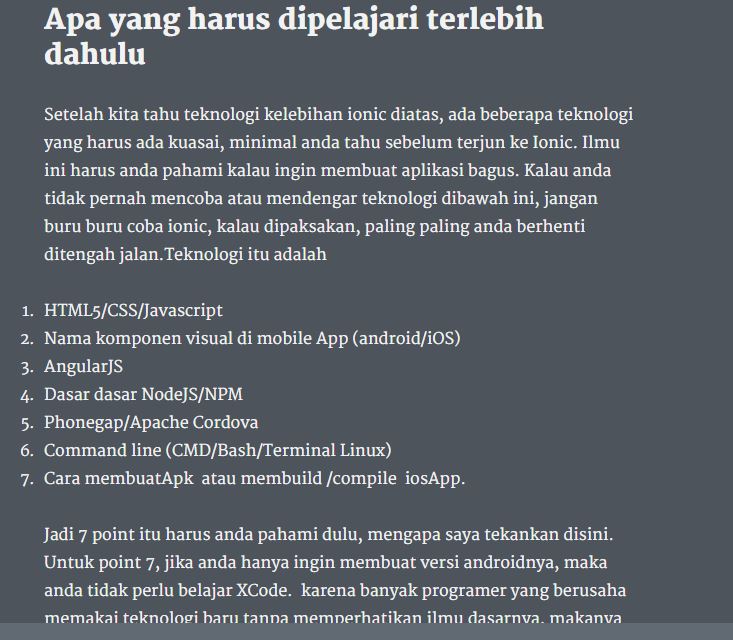 Apa yang harus dipelajari terlebih
dahulu
Setelah kita tahu teknologi kelebihan ionic diatas, ada beberapa teknologi
yang harus ada kuasai, minimal anda tahu sebelum terjun ke Ionic. Ilmu
ini harus anda pahami kalau ingin membuat aplikasi bagus. Kalau anda
tidak pernah mencoba atau mendengar teknologi dibawah ini, jangan
buru buru coba ionic, kalau dipaksakan, paling paling anda berhenti
ditengah jalan.Teknologi itu adalah
1. HTML5/CSS/Javascript
2. Nama komponen visual di mobile App (android/iOS)
3. AngularJS
4. Dasar dasar NodeJS/NPM
5. Phonegap/Apache Cordova
6. Command line (CMD/Bash/Terminal Linux)
7. Cara membuatApk  atau membuild /compile  iosApp.
Jadi 7 point itu harus anda pahami dulu, mengapa saya tekankan disini.
Untuk point 7, jika anda hanya ingin membuat versi androidnya, maka
anda tidak perlu belajar XCode.  karena banyak programer yang berusaha
memakai teknologi baru tanpa memperhatikan ilmu dasarnya, makanya